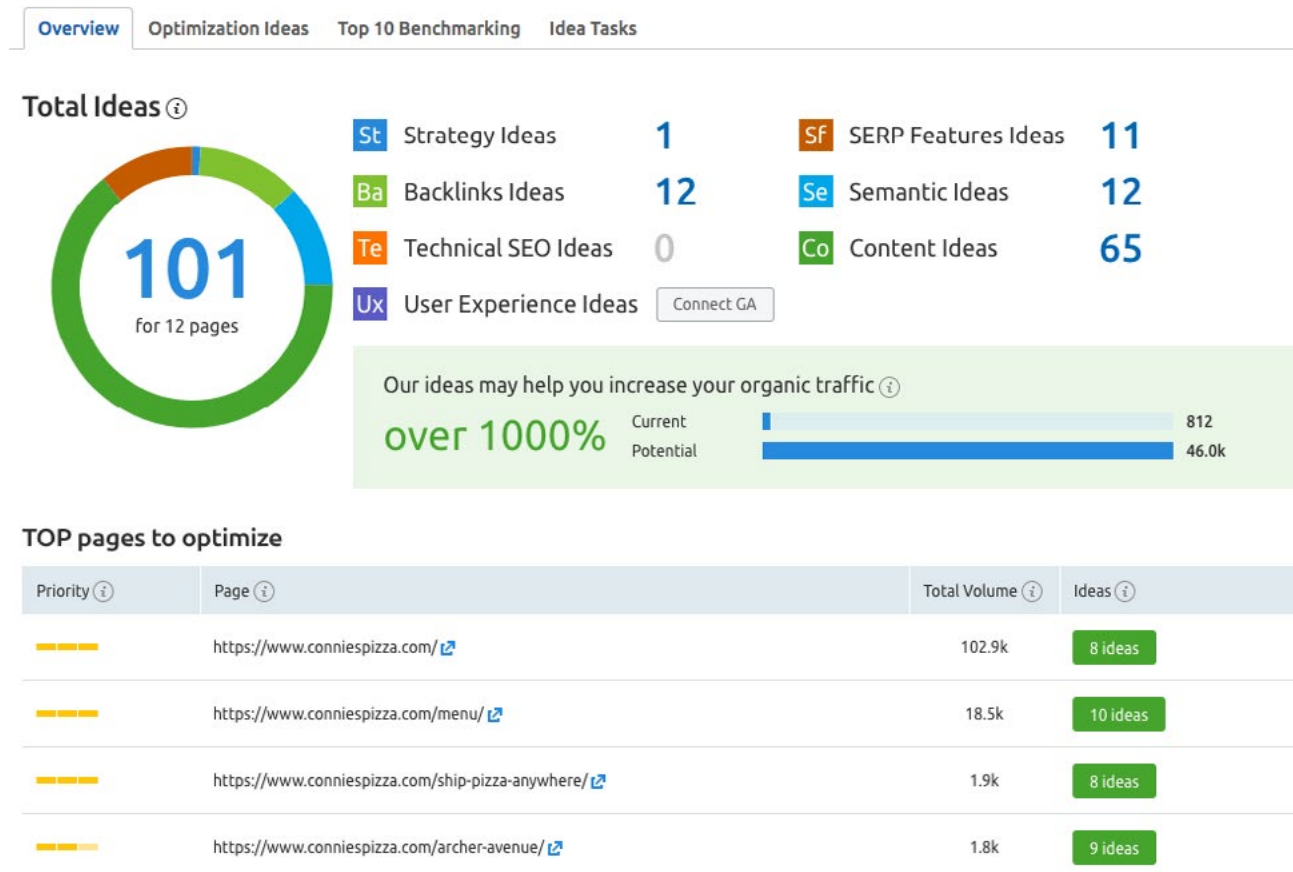 Overview Optimization Ideas Top 10 Benchmarking Idea Tasks
Total Ideas
101
for 12 pages
St Strategy Ideas 1
Sf SERP Features Ideas 11
Ba Backlinks Ideas 12
Se Semantic Ideas 12
Te Technical SEO Ideas 0
Co Content Ideas 65
Ux User Experience Ideas Connect GA
Our ideas may help you increase your organic traffic
over 1000%
Current 812
Potential 46.0k
TOP pages to optimize
Priority Page Total Volume Ideas
https://www.conniespizza.com/ 102.9k 8 ideas
https://www.conniespizza.com/menu/ 18.5k 10 ideas
https://www.conniespizza.com/ship-pizza-anywhere/ 1.9k 8 ideas
https://www.conniespizza.com/archer-avenue/ 1.8k 9 ideas